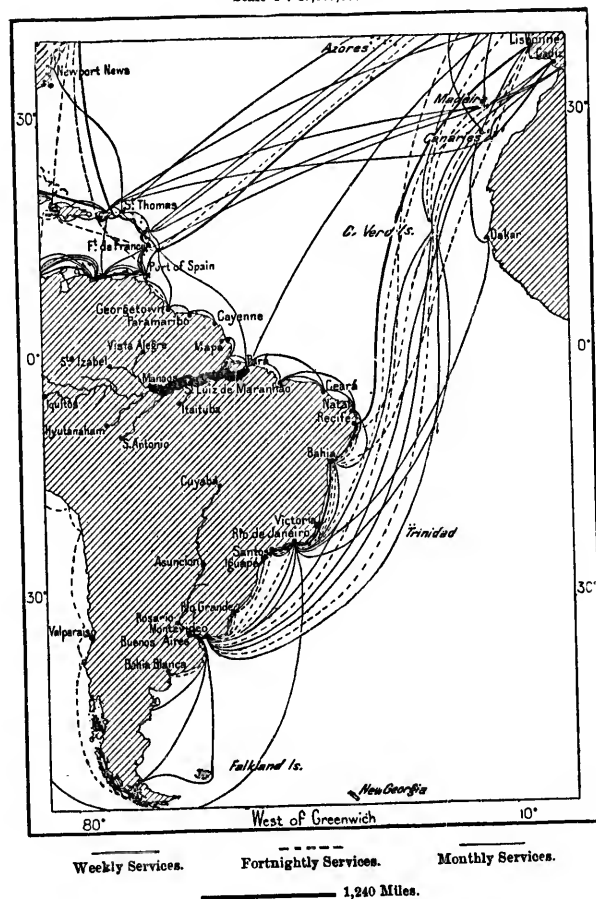 Azores
Lisbonne
Cadiz
Newport News
Madeira
30°
30°
Canaries
St. Thomas
Ft. de France
C. Verd Is.
Dakar
Port of Spain
Georgetown
Paramaribo
Cayenne
Vista Alegre
Mapa
0°
0°
Sta Izabel
Pará
Manaos
Luiz de Maranhão
Ceará
Iquitos
Itaituba
Natal
Hyutanaham
Recife
S. Antonio
Bahia
Cuyabá
Victoria
Rio de Janeiro
Trinidad
Santos
Asuncion
Iguape
30°
30°
Rio Grande
Rosario
Valparaiso
Montevideo
Buenos Aires
Bahia Blanca
Falkland Is.
New Georgia
80°
West of Greenwich
10°
Weekly Services.
Fortnightly Services.
Monthly Services.
1,240 Miles.